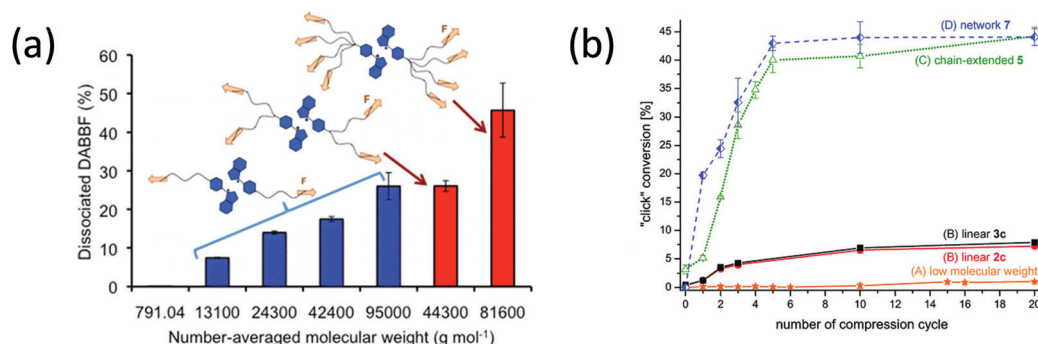 (a)
Dissociated DABBF (%)
60
50
40
30
20
10
0
F
F
F
791.04 13100 24300 42400 95000 44300 81600
Number-averaged molecular weight (g mol⁻¹)
(b)
"click" conversion [%]
45
40
35
30
25
20
15
10
5
0
(D) network 7
(C) chain-extended 5
(B) linear 3c
(B) linear 2c
(A) low molecular weight
0 2 4 6 8 10 12 14 16 18 20
number of compression cycle